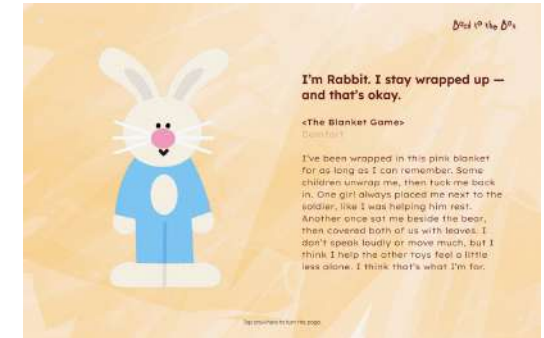 Back to the Box
I'm Rabbit. I stay wrapped up —
and that's okay.
<The Blanket Game>
Comfort
I've been wrapped in this pink blanket
for as long as I can remember. Some
children unwrap me, then tuck me back
in. One girl always placed me next to the
soldier, like I was helping him rest.
Another once sat me beside the bear,
then covered both of us with leaves. I
don't speak loudly or move much, but I
think I help the other toys feel a little
less alone. I think that's what I'm for.
Tap anywhere to turn this page.